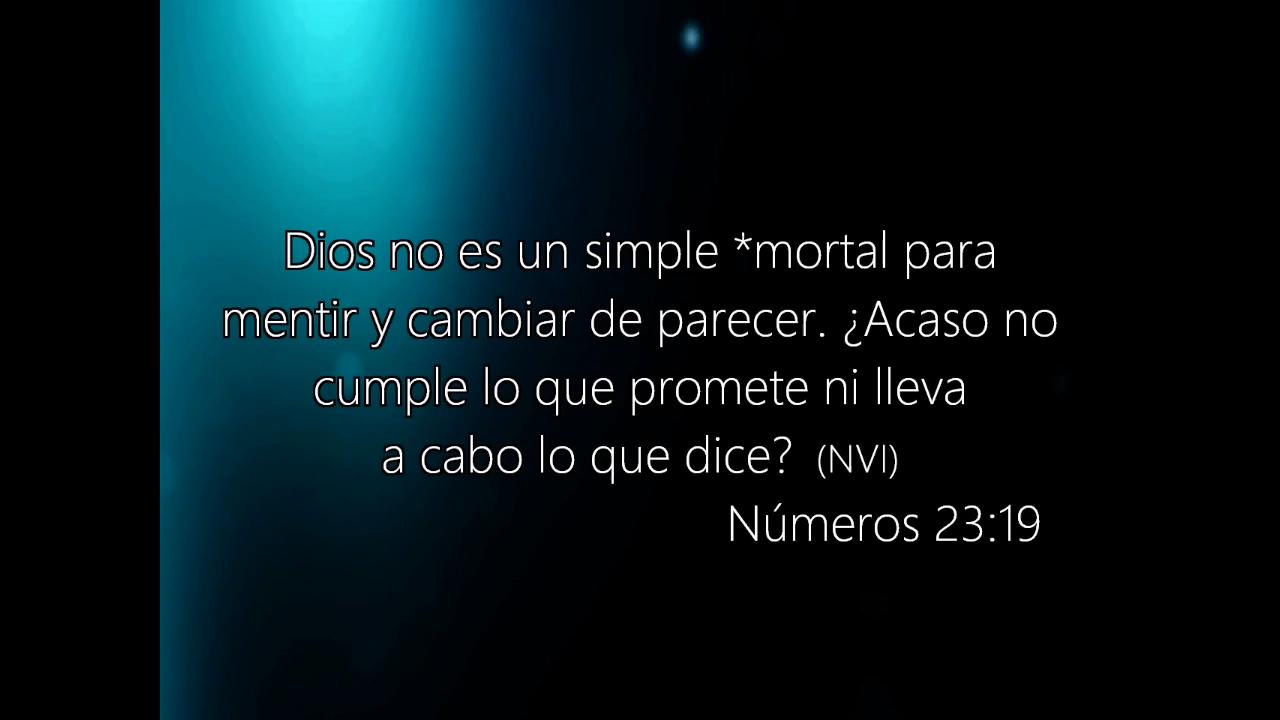 Dios no es un simple *mortal para
mentir y cambiar de parecer. ¿Acaso no
cumple lo que promete ni lleva
a cabo lo que dice? (NVI)
Números 23:19